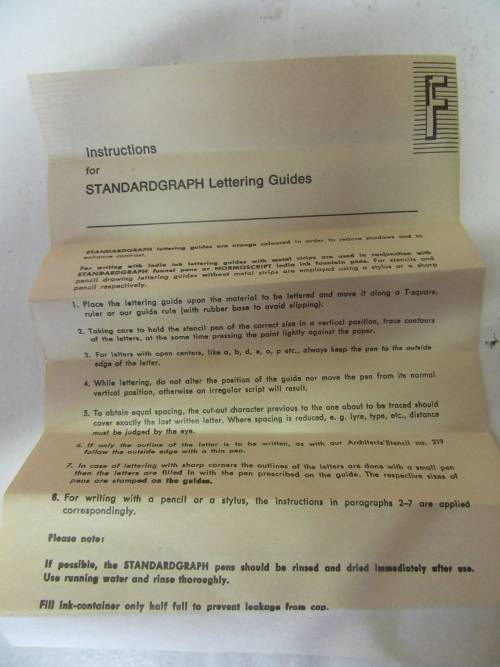 F
Instructions
for
STANDARDGRAPH Lettering Guides
STANDARDGRAPH lettering guides are orange coloured in order to reduce shadows and to
enhance contrast.
For writing with indie ink lettering guides with metal strips are used in conjunction with
STANDARDGRAPH funnel pens or NORMOSCRIPT indie ink fountain pens. For stencils and
pencil drawing lettering guides without metal strips are employed using a stylus or a sharp
pencil respectively.
1. Place the lettering guide upon the material to be lettered and move it along a T-square,
ruler or our guide rule (with rubber base to avoid slipping).
2. Taking care to hold the stencil pen of the correct size in a vertical position, trace contours
of the letters, at the same time pressing the point lightly against the paper.
3. For letters with open centers, like a, b, d, e, o, p etc., always keep the pen to the outside
edge of the letter.
4. While lettering, do not alter the position of the guide nor move the pen from its normal
vertical position, otherwise an irregular script will result.
5. To obtain equal spacing, the cut-out character previous to the one about to be traced should
cover exactly the last written letter. Where spacing is reduced, e. g. lyre, type, etc., distance
must be judged by the eye.
6. If only the outline of the letter is to be written, as with our Architects'Stencil no. 219
follow the outside edge with a thin pen.
7. In case of lettering with sharp corners the outlines of the letters are done with a small pen
then the letters are filled in with the pen prescribed on the guide. The respective sizes of
pens are stamped on the guides.
8. For writing with a pencil or a stylus, the instructions in paragraphs 2-7 are applied
correspondingly.
Please note:
If possible, the STANDARDGRAPH pens should be rinsed and dried immediately after use.
Use running water and rinse thoroughly.
Fill ink-container only half full to prevent leakage from cap.